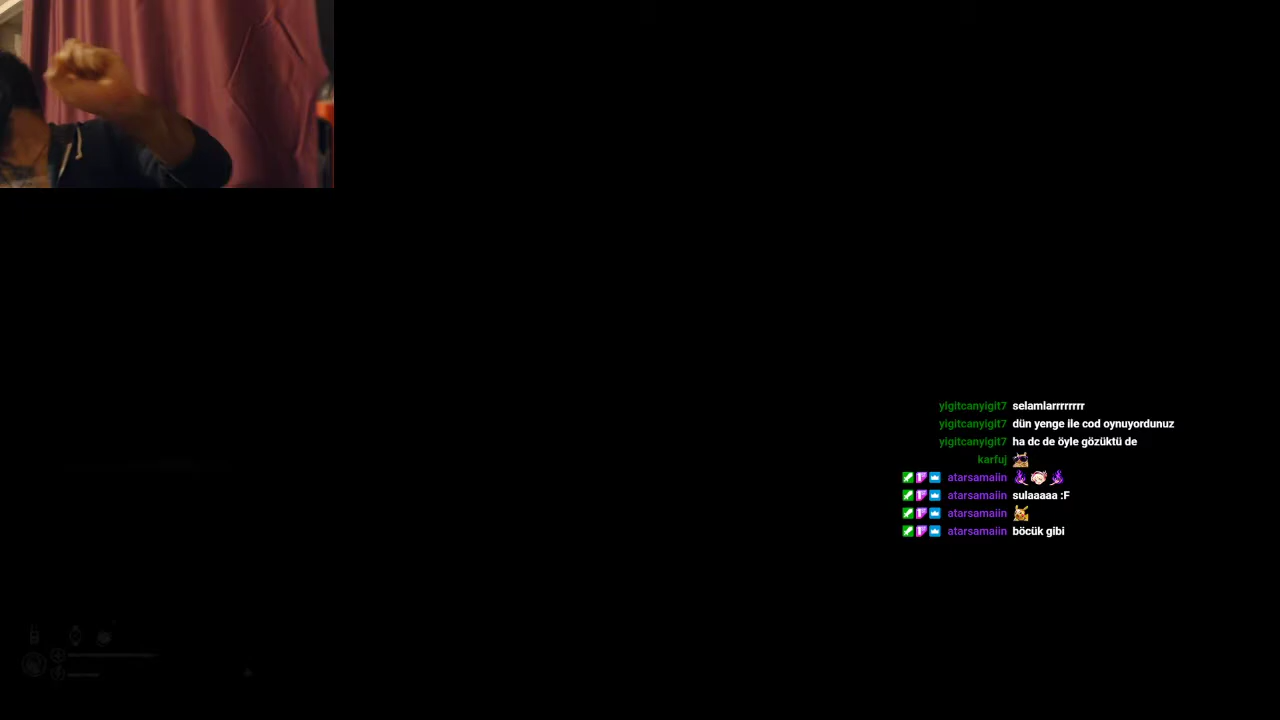 yigitcanyigit7 selamlarrrrrrrr
yigitcanyigit7 dün yenge ile cod oynuyordunuz
yigitcanyigit7 ha dc de öyle gözüktü de
karfuj
atarsamaiin
atarsamaiin sulaaaaa :F
atarsamaiin
atarsamaiin böcük gibi